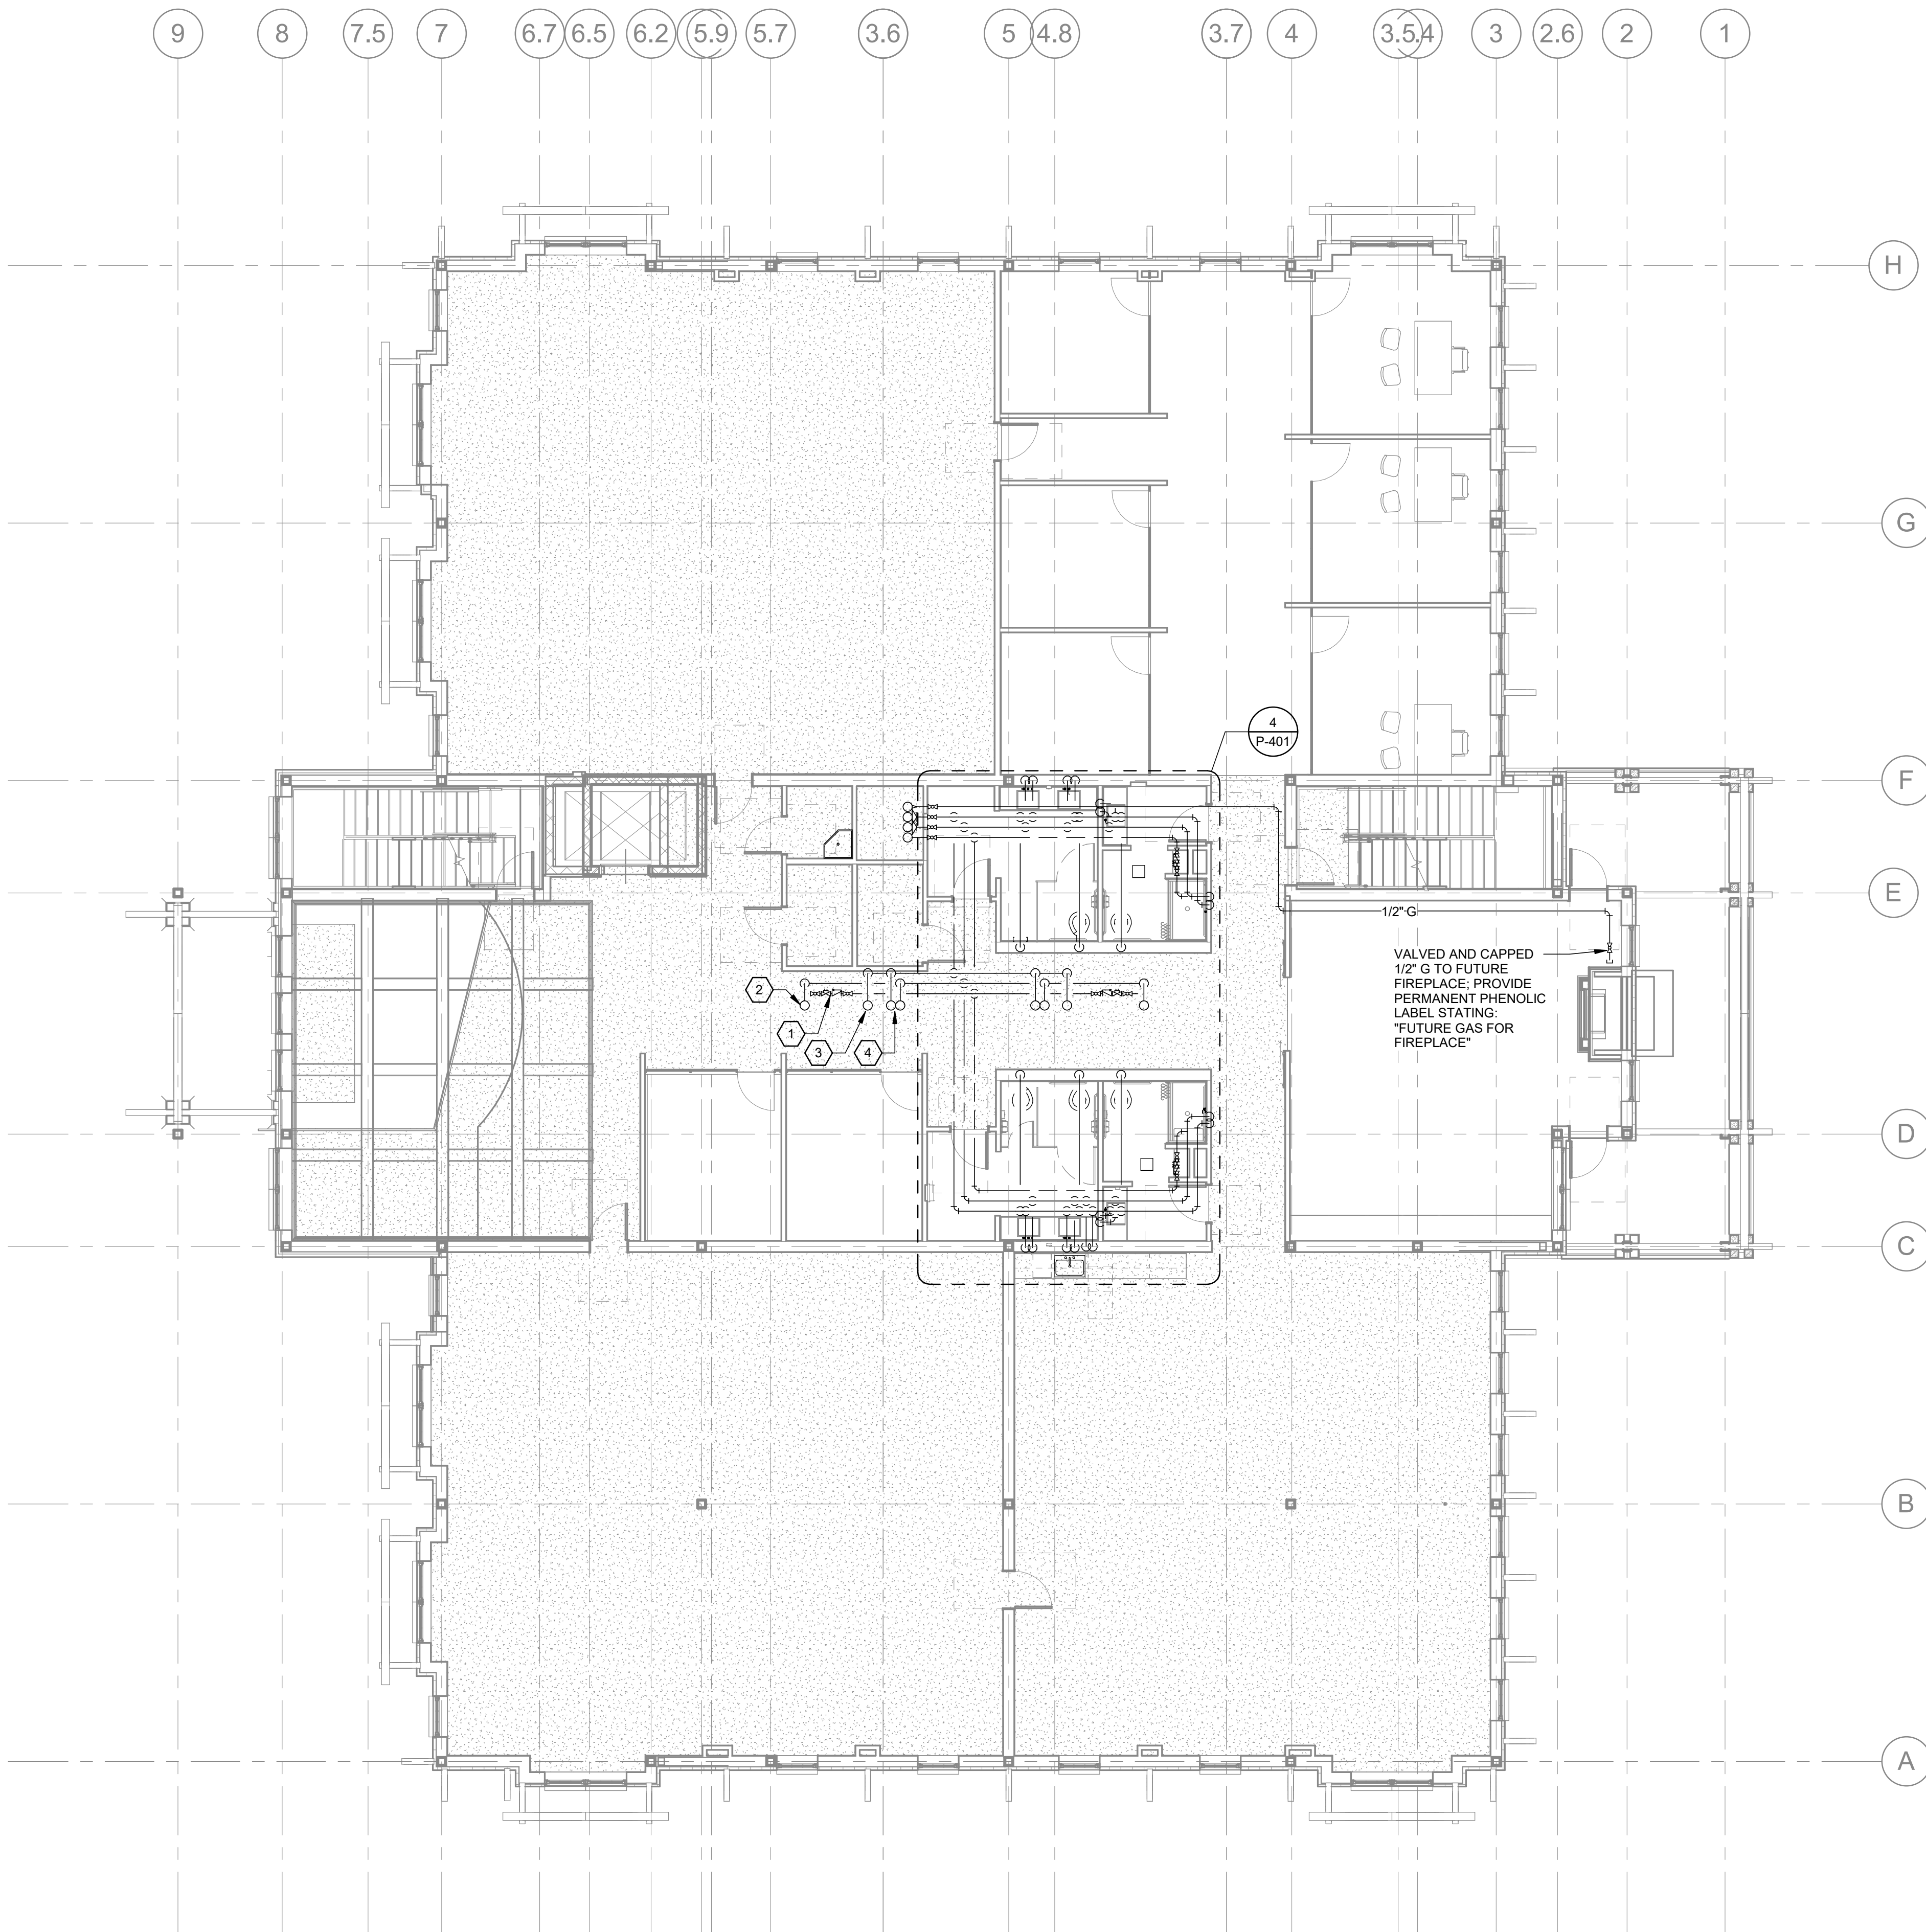 9
8
7.5
7
6.7
6.5
6.2
5.9
5.7
3.6
5
4.8
3.7
4
3.5
.4
3
2.6
2
1
H
G
4
P-401
F
E
1/2" G
VALVED AND CAPPED
1/2" G TO FUTURE
FIREPLACE; PROVIDE
PERMANENT PHENOLIC
LABEL STATING:
"FUTURE GAS FOR
FIREPLACE"
2
1
3
4
D
C
B
A